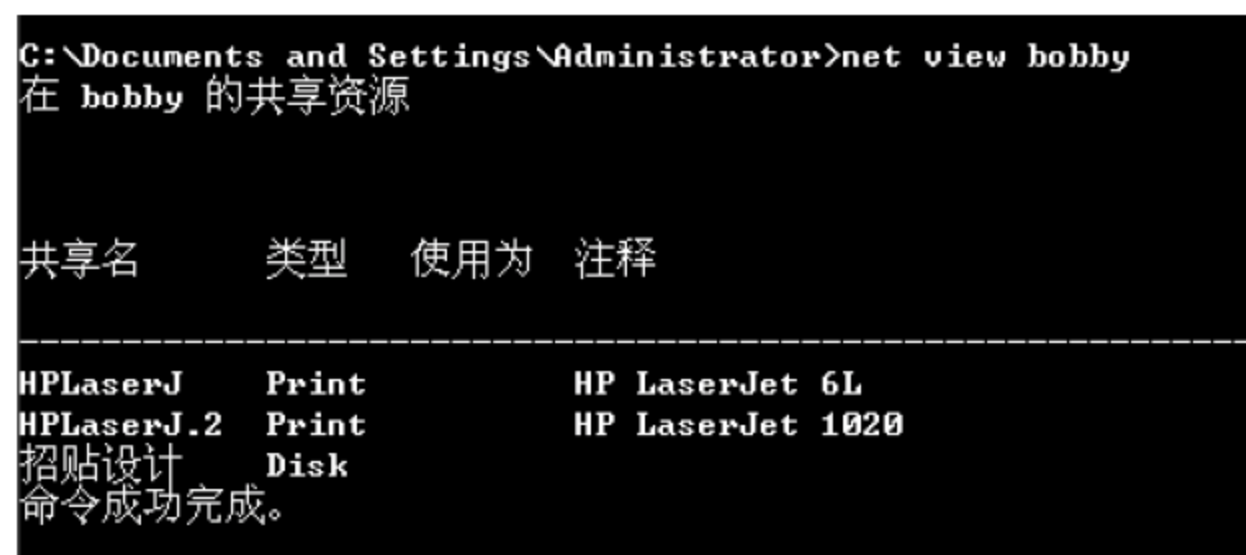 C:\Documents and Settings\Administrator>net view bobby
在 bobby 的共享资源
共享名 类型 使用为 注释
-------------------------------------------------------------
HPLaserJ Print HP LaserJet 6L
HPLaserJ.2 Print HP LaserJet 1020
招贴设计 Disk
命令成功完成。